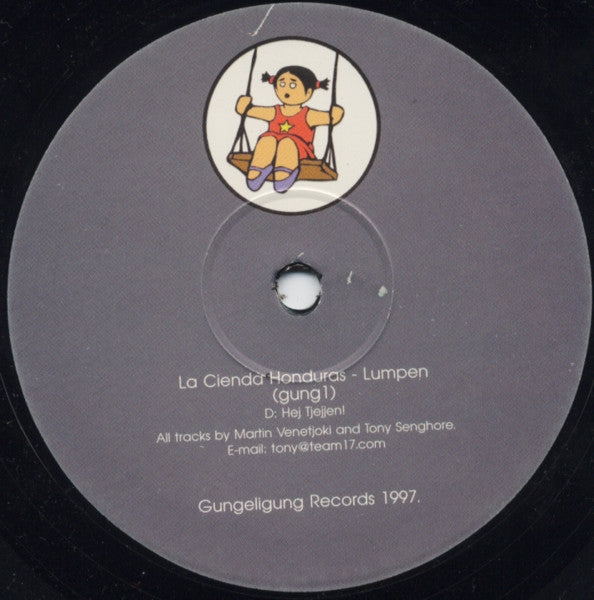 La Cienda Honduras - Lumpen
(gung1)
D: Hej Tjejjen!
All tracks by Martin Venetjoki and Tony Senghore.
E-mail: tony@team17.com
Gungeligung Records 1997.